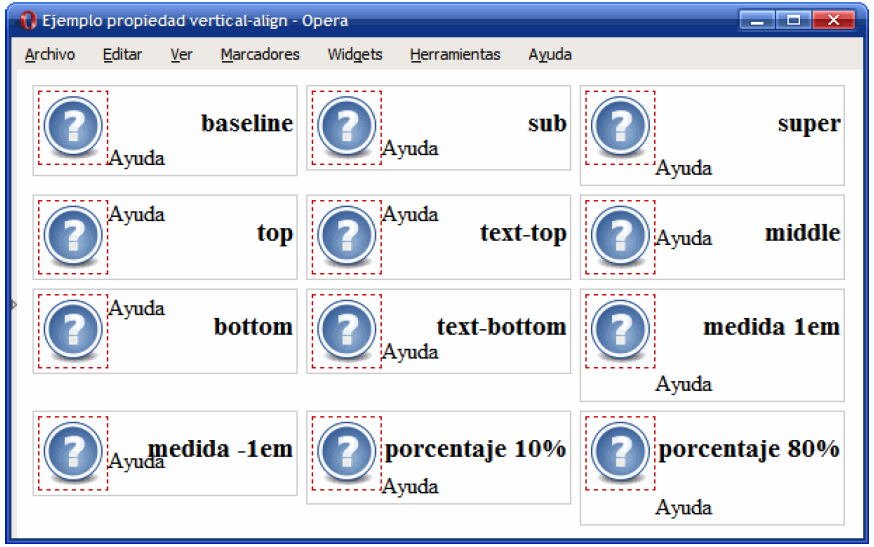 Ejemplo propiedad vertical-align - Opera
Archivo Editar Ver Marcadores Widgets Herramientas Ayuda
baseline
Ayuda
sub
Ayuda
super
Ayuda
Ayuda
top
Ayuda
text-top
Ayuda
middle
Ayuda
bottom
text-bottom
Ayuda
medida 1em
Ayuda
medida -1em
Ayuda
porcentaje 10%
Ayuda
porcentaje 80%
Ayuda